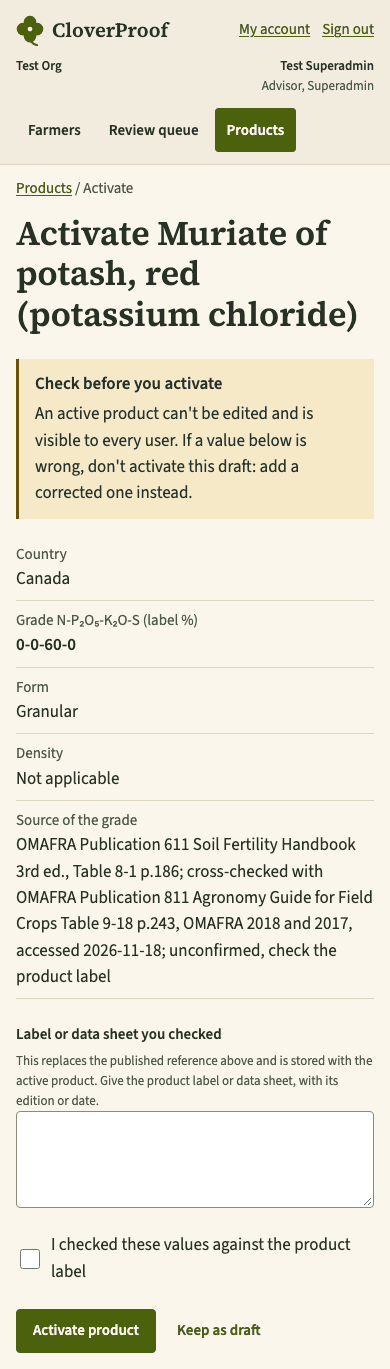 CloverProof
My account Sign out
Test Org
Test Superadmin
Advisor, Superadmin
Farmers Review queue Products
Products / Activate
Activate Muriate of
potash, red
(potassium chloride)
Check before you activate
An active product can't be edited and is
visible to every user. If a value below is
wrong, don't activate this draft: add a
corrected one instead.
Country
Canada
Grade N-P₂O₅-K₂O-S (label %)
0-0-60-0
Form
Granular
Density
Not applicable
Source of the grade
OMAFRA Publication 611 Soil Fertility Handbook
3rd ed., Table 8-1 p.186; cross-checked with
OMAFRA Publication 811 Agronomy Guide for Field
Crops Table 9-18 p.243, OMAFRA 2018 and 2017,
accessed 2026-11-18; unconfirmed, check the
product label
Label or data sheet you checked
This replaces the published reference above and is stored with the
active product. Give the product label or data sheet, with its
edition or date.
I checked these values against the product
label
Activate product Keep as draft